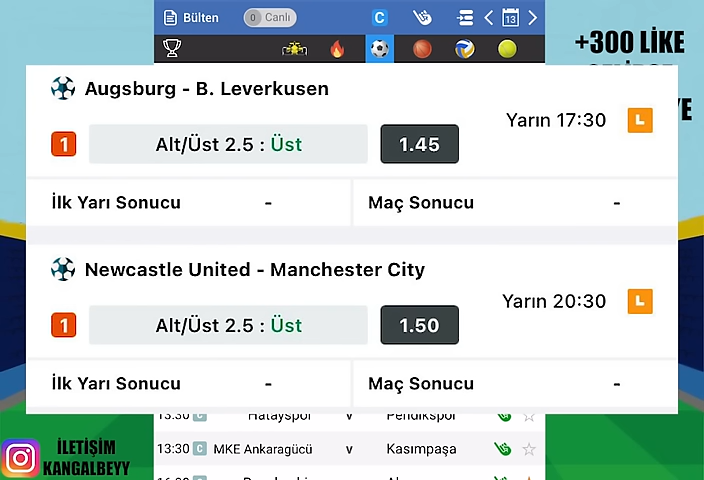 Bülten
0 Canlı
C
13
+300 LİKE
Augsburg - B. Leverkusen
Yarın 17:30
L
1
Alt/Üst 2.5 : Üst
1.45
İlk Yarı Sonucu -
Maç Sonucu -
Newcastle United - Manchester City
Yarın 20:30
L
1
Alt/Üst 2.5 : Üst
1.50
İlk Yarı Sonucu -
Maç Sonucu -
13:30 C Hatayspor v Pendikspor
13:30 C MKE Ankaragücü v Kasımpaşa
İLETİŞİM
KANGALBEYY